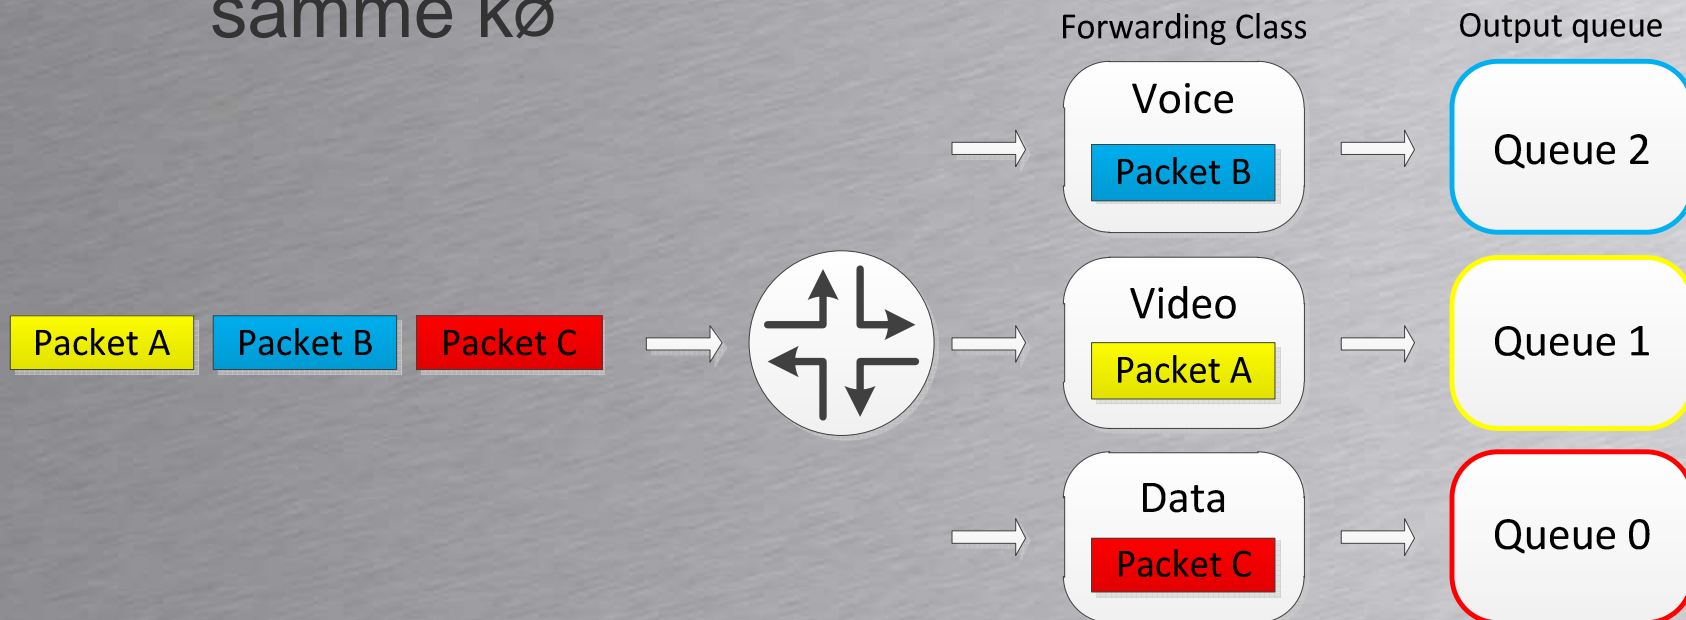 samme kø
Forwarding Class
Output queue
Voice
Packet B
Queue 2
Packet A
Packet B
Packet C
Video
Packet A
Queue 1
Data
Packet C
Queue 0